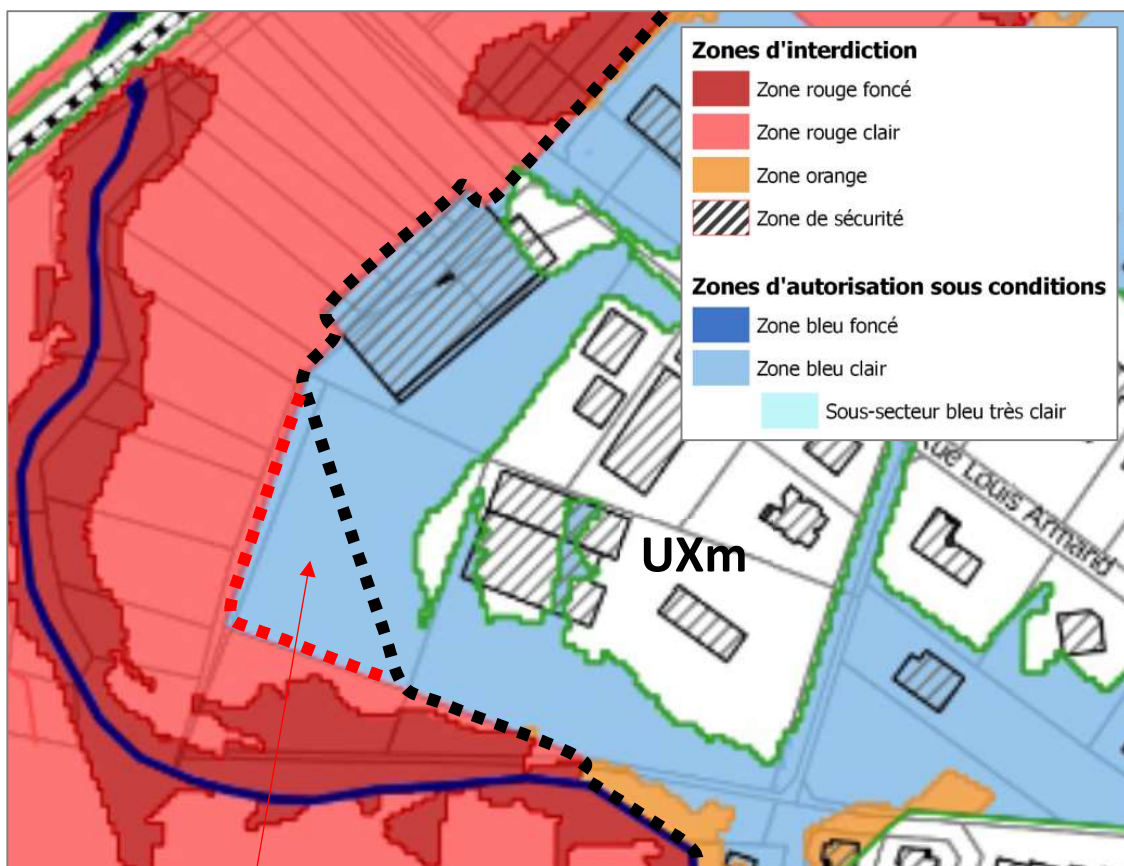 Zones d'interdiction
Zone rouge foncé
Zone rouge clair
Zone orange
Zone de sécurité
Zones d'autorisation sous conditions
Zone bleu foncé
Zone bleu clair
Sous-secteur bleu très clair
Rue Louis Armand
UXm